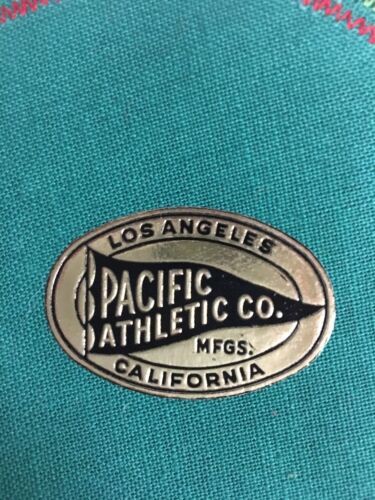 LOS ANGELES
PACIFIC
ATHLETIC CO.
MFGS.
CALIFORNIA